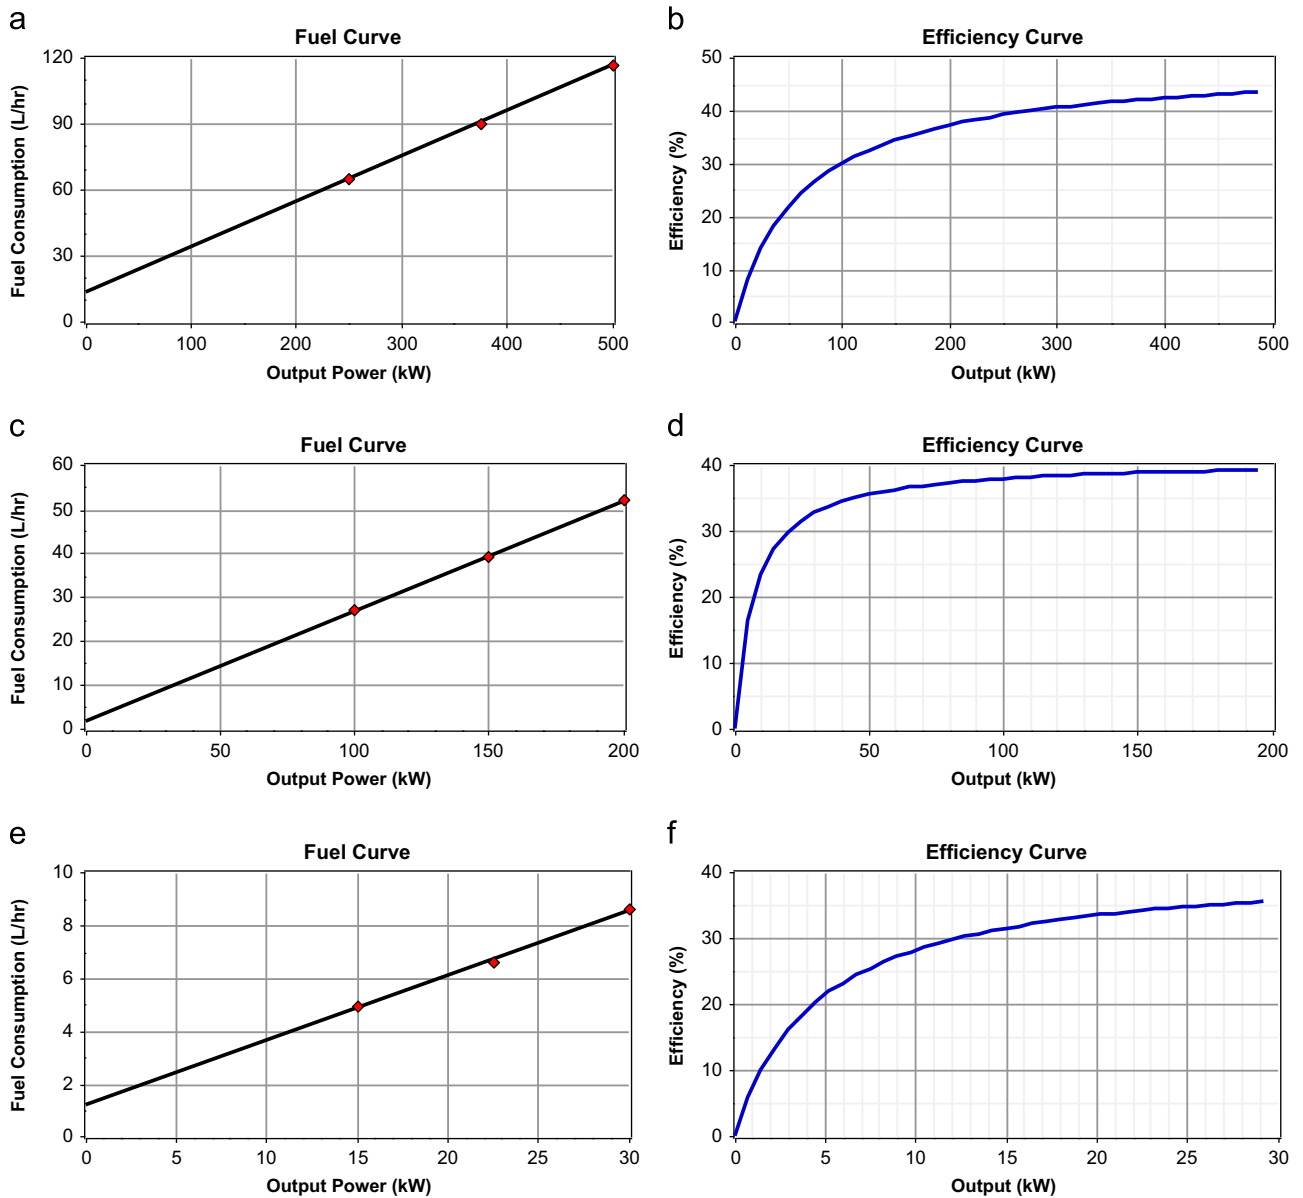 a
Fuel Curve
Fuel Consumption (L/hr)
120
90
60
30
0
0 100 200 300 400 500
Output Power (kW)
b
Efficiency Curve
Efficiency (%)
50
40
30
20
10
0
0 100 200 300 400 500
Output (kW)
c
Fuel Curve
Fuel Consumption (L/hr)
60
50
40
30
20
10
0
0 50 100 150 200
Output Power (kW)
d
Efficiency Curve
Efficiency (%)
40
30
20
10
0
0 50 100 150 200
Output (kW)
e
Fuel Curve
Fuel Consumption (L/hr)
10
8
6
4
2
0
0 5 10 15 20 25 30
Output Power (kW)
f
Efficiency Curve
Efficiency (%)
40
30
20
10
0
0 5 10 15 20 25 30
Output (kW)